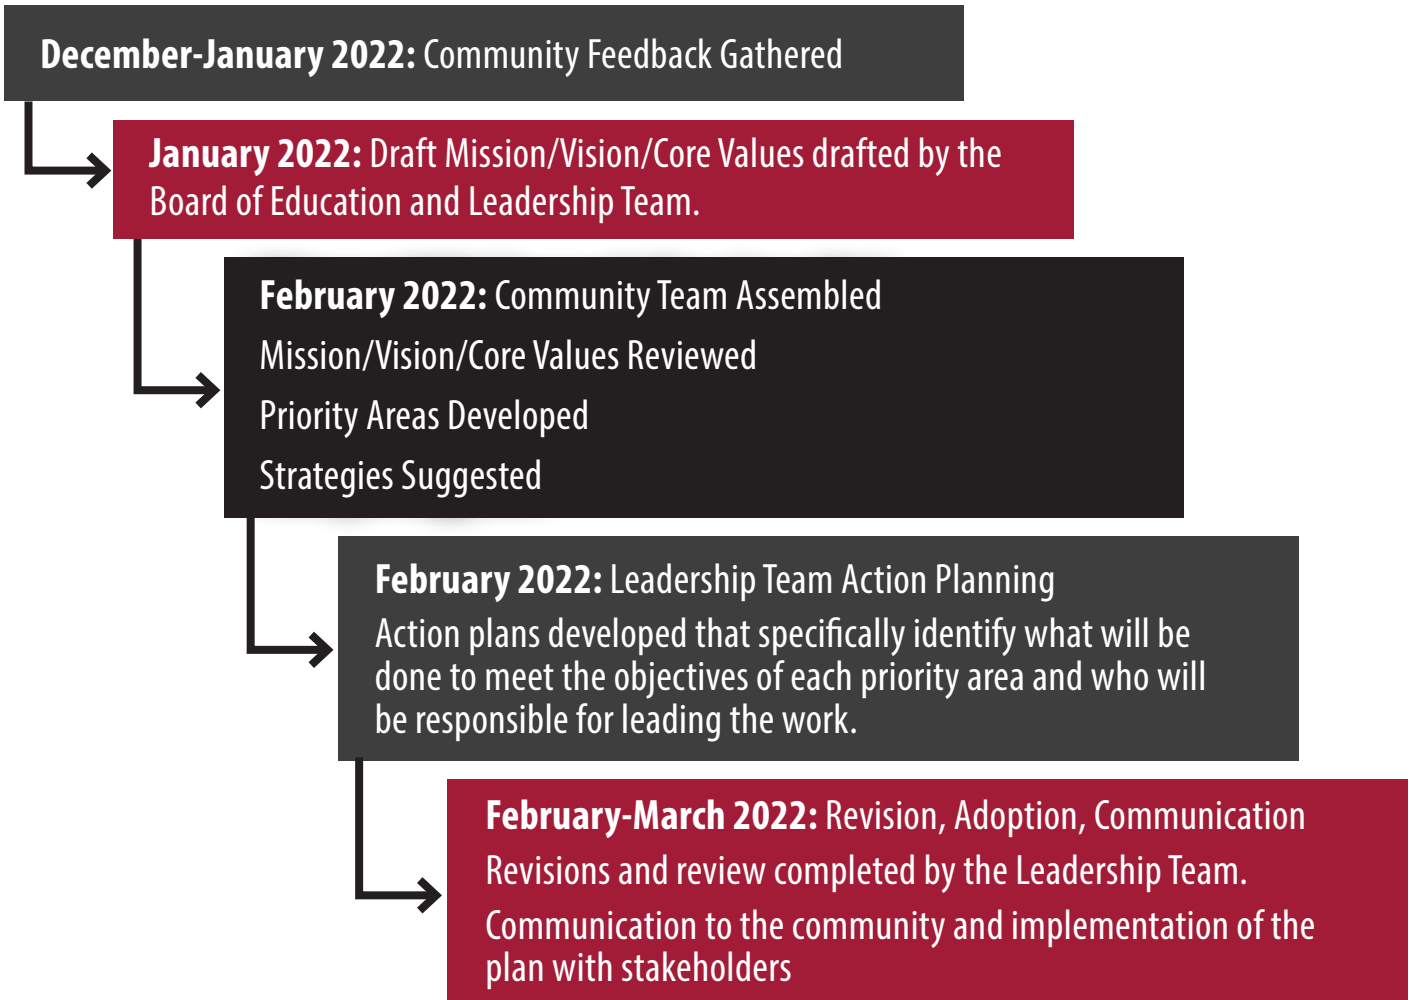 December-January 2022: Community Feedback Gathered
January 2022: Draft Mission/Vision/Core Values drafted by the
Board of Education and Leadership Team.
February 2022: Community Team Assembled
Mission/Vision/Core Values Reviewed
Priority Areas Developed
Strategies Suggested
February 2022: Leadership Team Action Planning
Action plans developed that specifically identify what will be
done to meet the objectives of each priority area and who will
be responsible for leading the work.
February-March 2022: Revision, Adoption, Communication
Revisions and review completed by the Leadership Team.
Communication to the community and implementation of the
plan with stakeholders